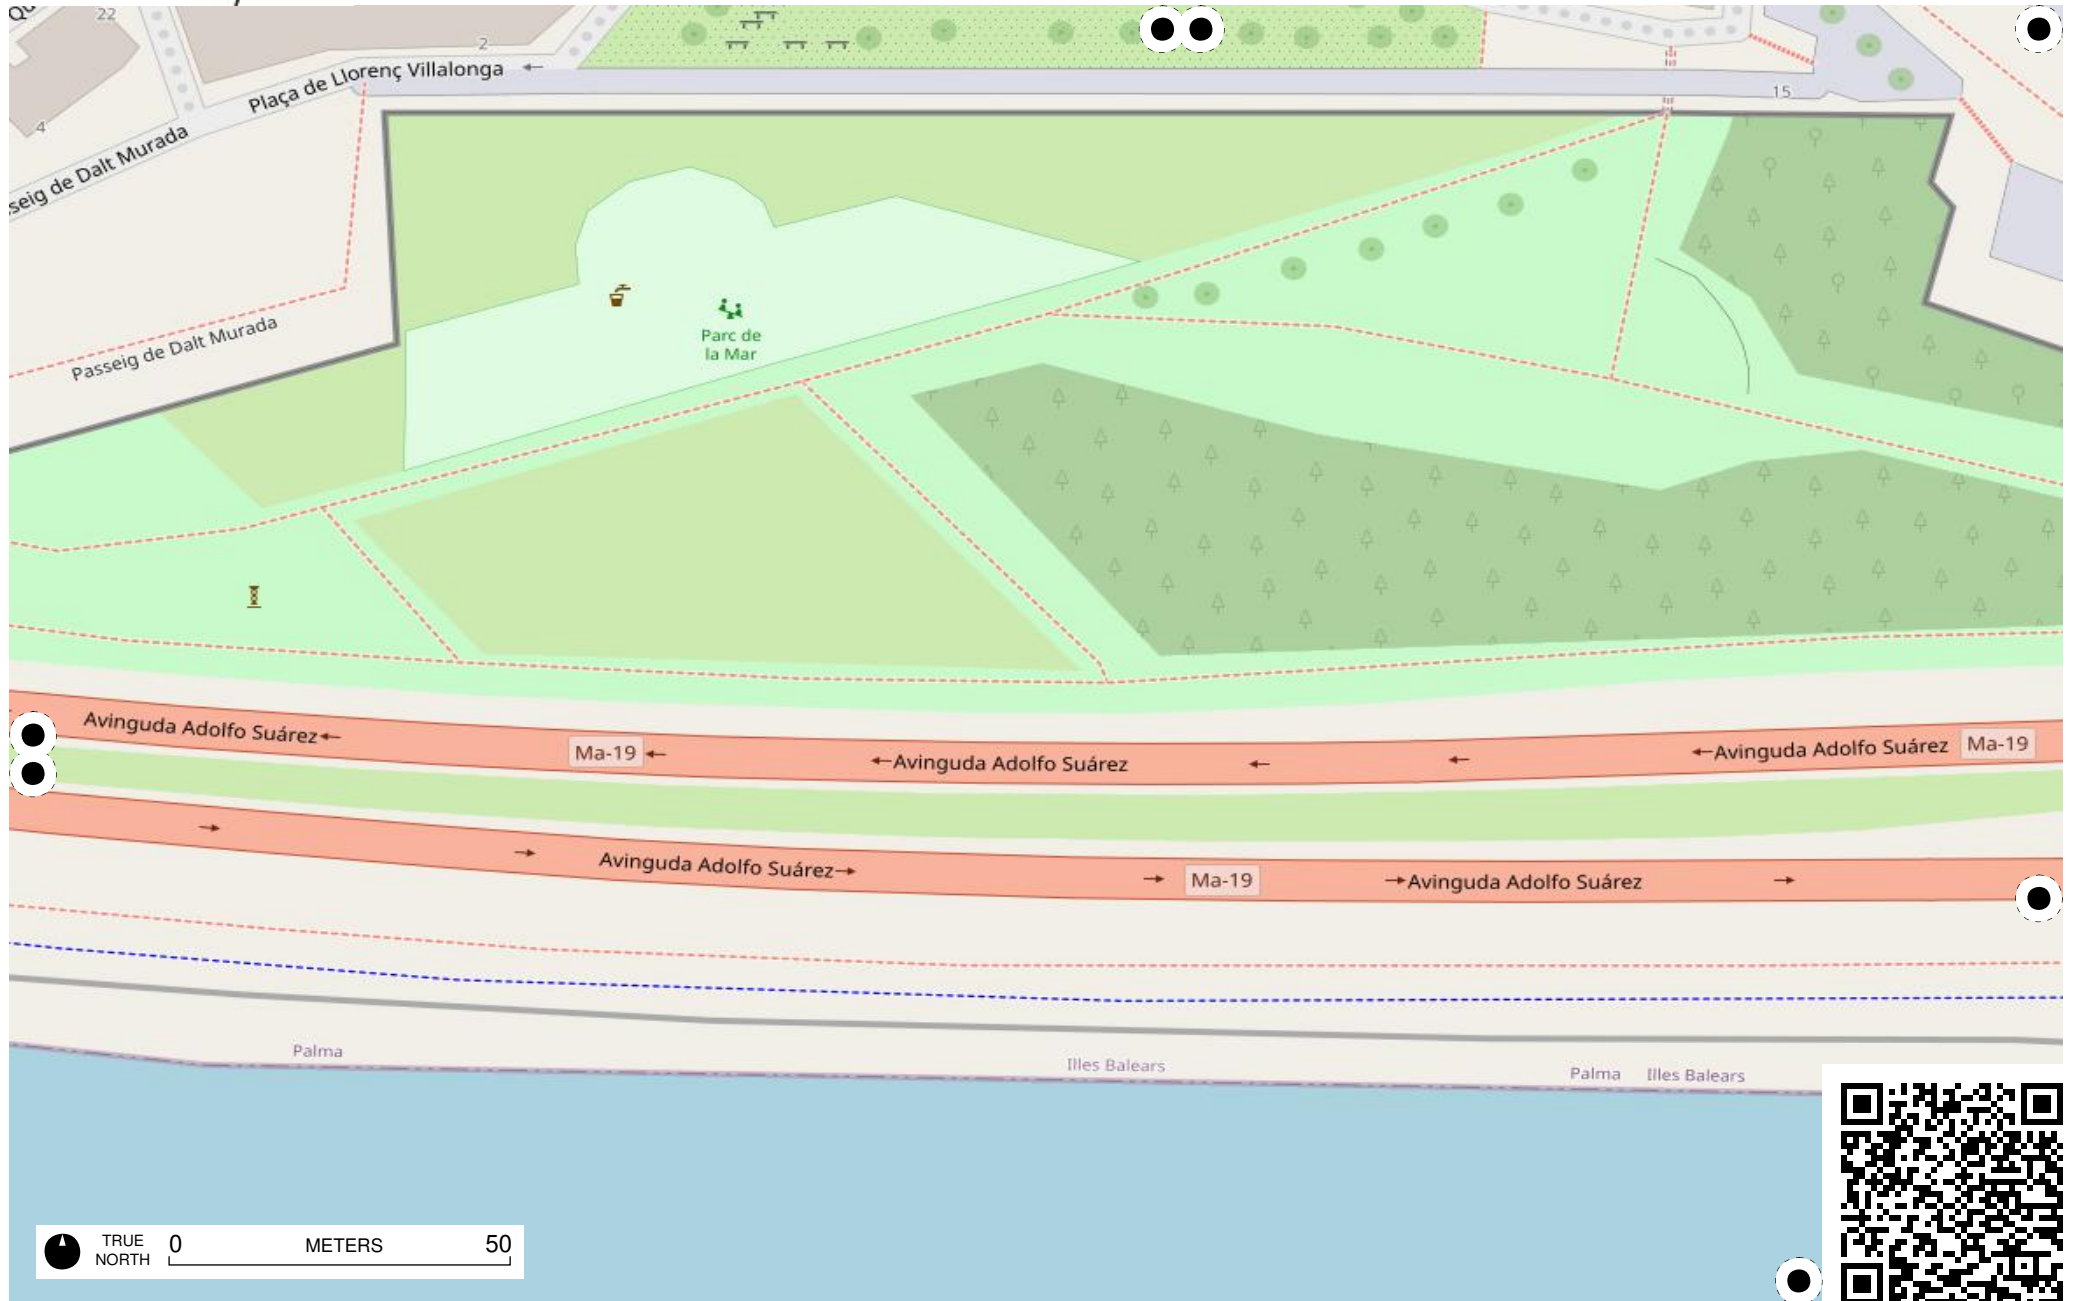 22
2
Plaça de Llorenç Villalonga
15
4
seig de Dalt Murada
Passeig de Dalt Murada
Parc de
la Mar
Avinguda Adolfo Suárez
Ma-19
Avinguda Adolfo Suárez
Avinguda Adolfo Suárez
Ma-19
Avinguda Adolfo Suárez
Ma-19
Avinguda Adolfo Suárez
Palma
Illes Balears
Palma
Illes Balears
TRUE
NORTH
0
METERS
50